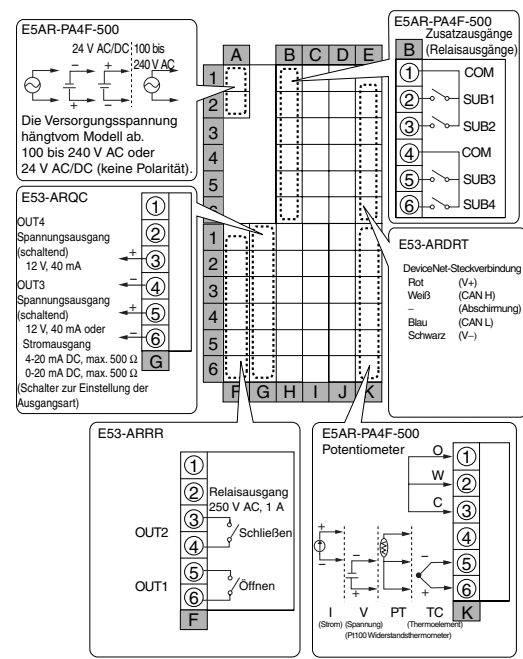 E5AR-PA4F-500
24 V AC/DC 100 bis
240 V AC
Die Versorgungsspannung
hängtvom Modell ab.
100 bis 240 V AC oder
24 V AC/DC (keine Polarität).
A B C D E
1
2
3
4
5
6
1
2
3
4
5
6
F G H I J K
E5AR-PA4F-500
Zusatzausgänge
(Relaisausgänge)
B
1 COM
2 SUB1
3 SUB2
4 COM
5 SUB3
6 SUB4
E53-ARQC
OUT4
Spannungsausgang
(schaltend)
12 V, 40 mA
OUT3
Spannungsausgang
(schaltend)
12 V, 40 mA oder
Stromausgang
4-20 mA DC, max. 500 Ω
0-20 mA DC, max. 500 Ω
(Schalter zur Einstellung der
Ausgangsart)
1
2
+ 3
– 4
+ 5
– 6
G
E53-ARDRT
DeviceNet-Steckverbindung
Rot (V+)
Weiß (CAN H)
– (Abschirmung)
Blau (CAN L)
Schwarz (V–)
E53-ARRR
1
2
3
4
5
6
F
Relaisausgang
250 V AC, 1 A
OUT2 Schließen
OUT1 Öffnen
E5AR-PA4F-500
Potentiometer
O 1
W 2
C 3
4
5
6
K
+ – – + – +
I V PT TC
(Strom) (Spannung) (Thermoelement)
(Pt100 Widerstandsthermometer)